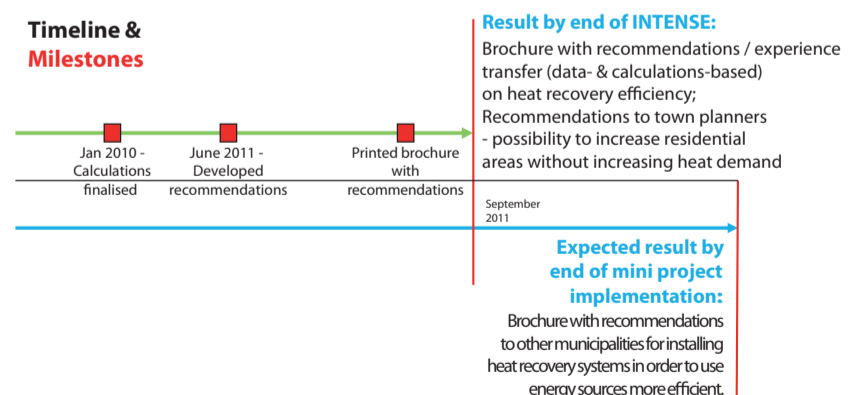 Timeline &
Milestones
Result by end of INTENSE:
Brochure with recommendations / experience
transfer (data- & calculations-based)
on heat recovery efficiency;
Recommendations to town planners
- possibility to increase residential
areas without increasing heat demand
Jan 2010 -
Calculations
finalised
June 2011 -
Developed
recommendations
Printed brochure
with
recommendations
September
2011
Expected result by
end of mini project
implementation:
Brochure with recommendations
to other municipalities for installing
heat recovery systems in order to use
energy sources more efficient.